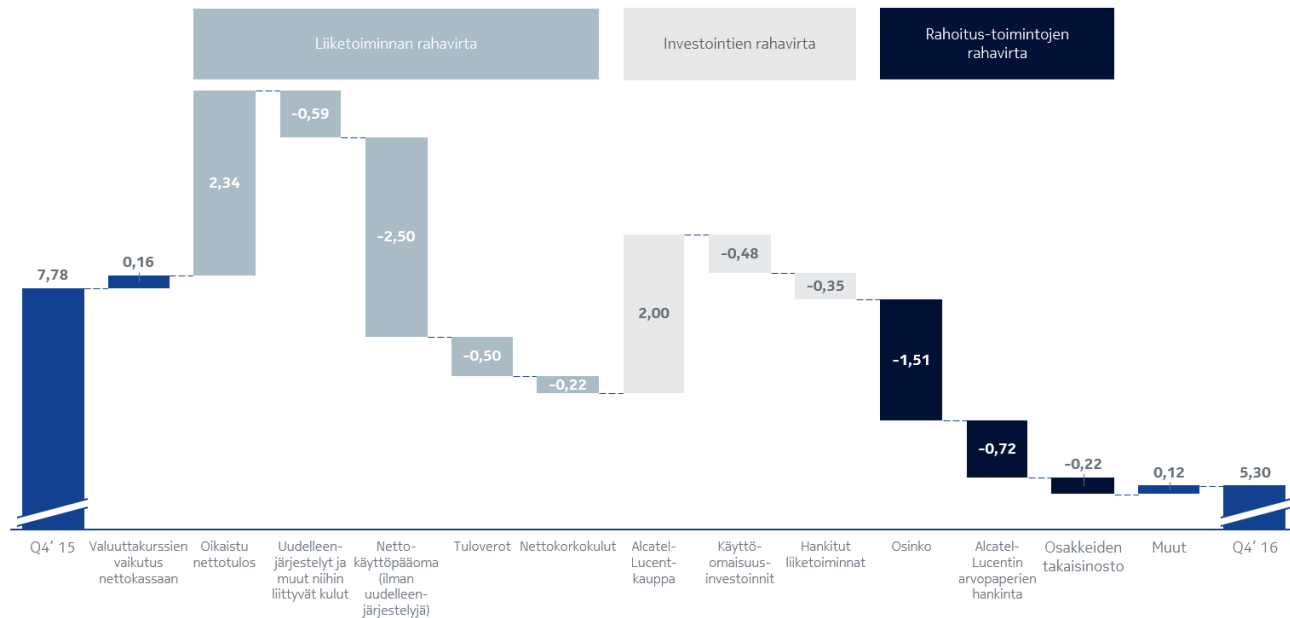 Liiketoiminnan rahavirta
Investointien rahavirta
Rahoitus-toimintojen
rahavirta
7,78
0,16
2,34
-0,59
-2,50
-0,50
-0,22
2,00
-0,48
-0,35
-1,51
-0,72
-0,22
0,12
5,30
Q4' 15
Valuuttakurssien
vaikutus
nettokassaan
Oikaistu
nettotulos
Uudelleen-
järjestelyt ja
muut niihin
liittyvät kulut
Netto-
käyttöpääoma
(ilman
uudelleen-
järjestelyjä)
Tuloverot
Nettokorkokulut
Alcatel-
Lucent-
kauppa
Käyttö-
omaisuus-
investoinnit
Hankitut
liiketoiminnat
Osinko
Alcatel-
Lucentin
arvopaperien
hankinta
Osakkeiden
takaisinosto
Muut
Q4' 16